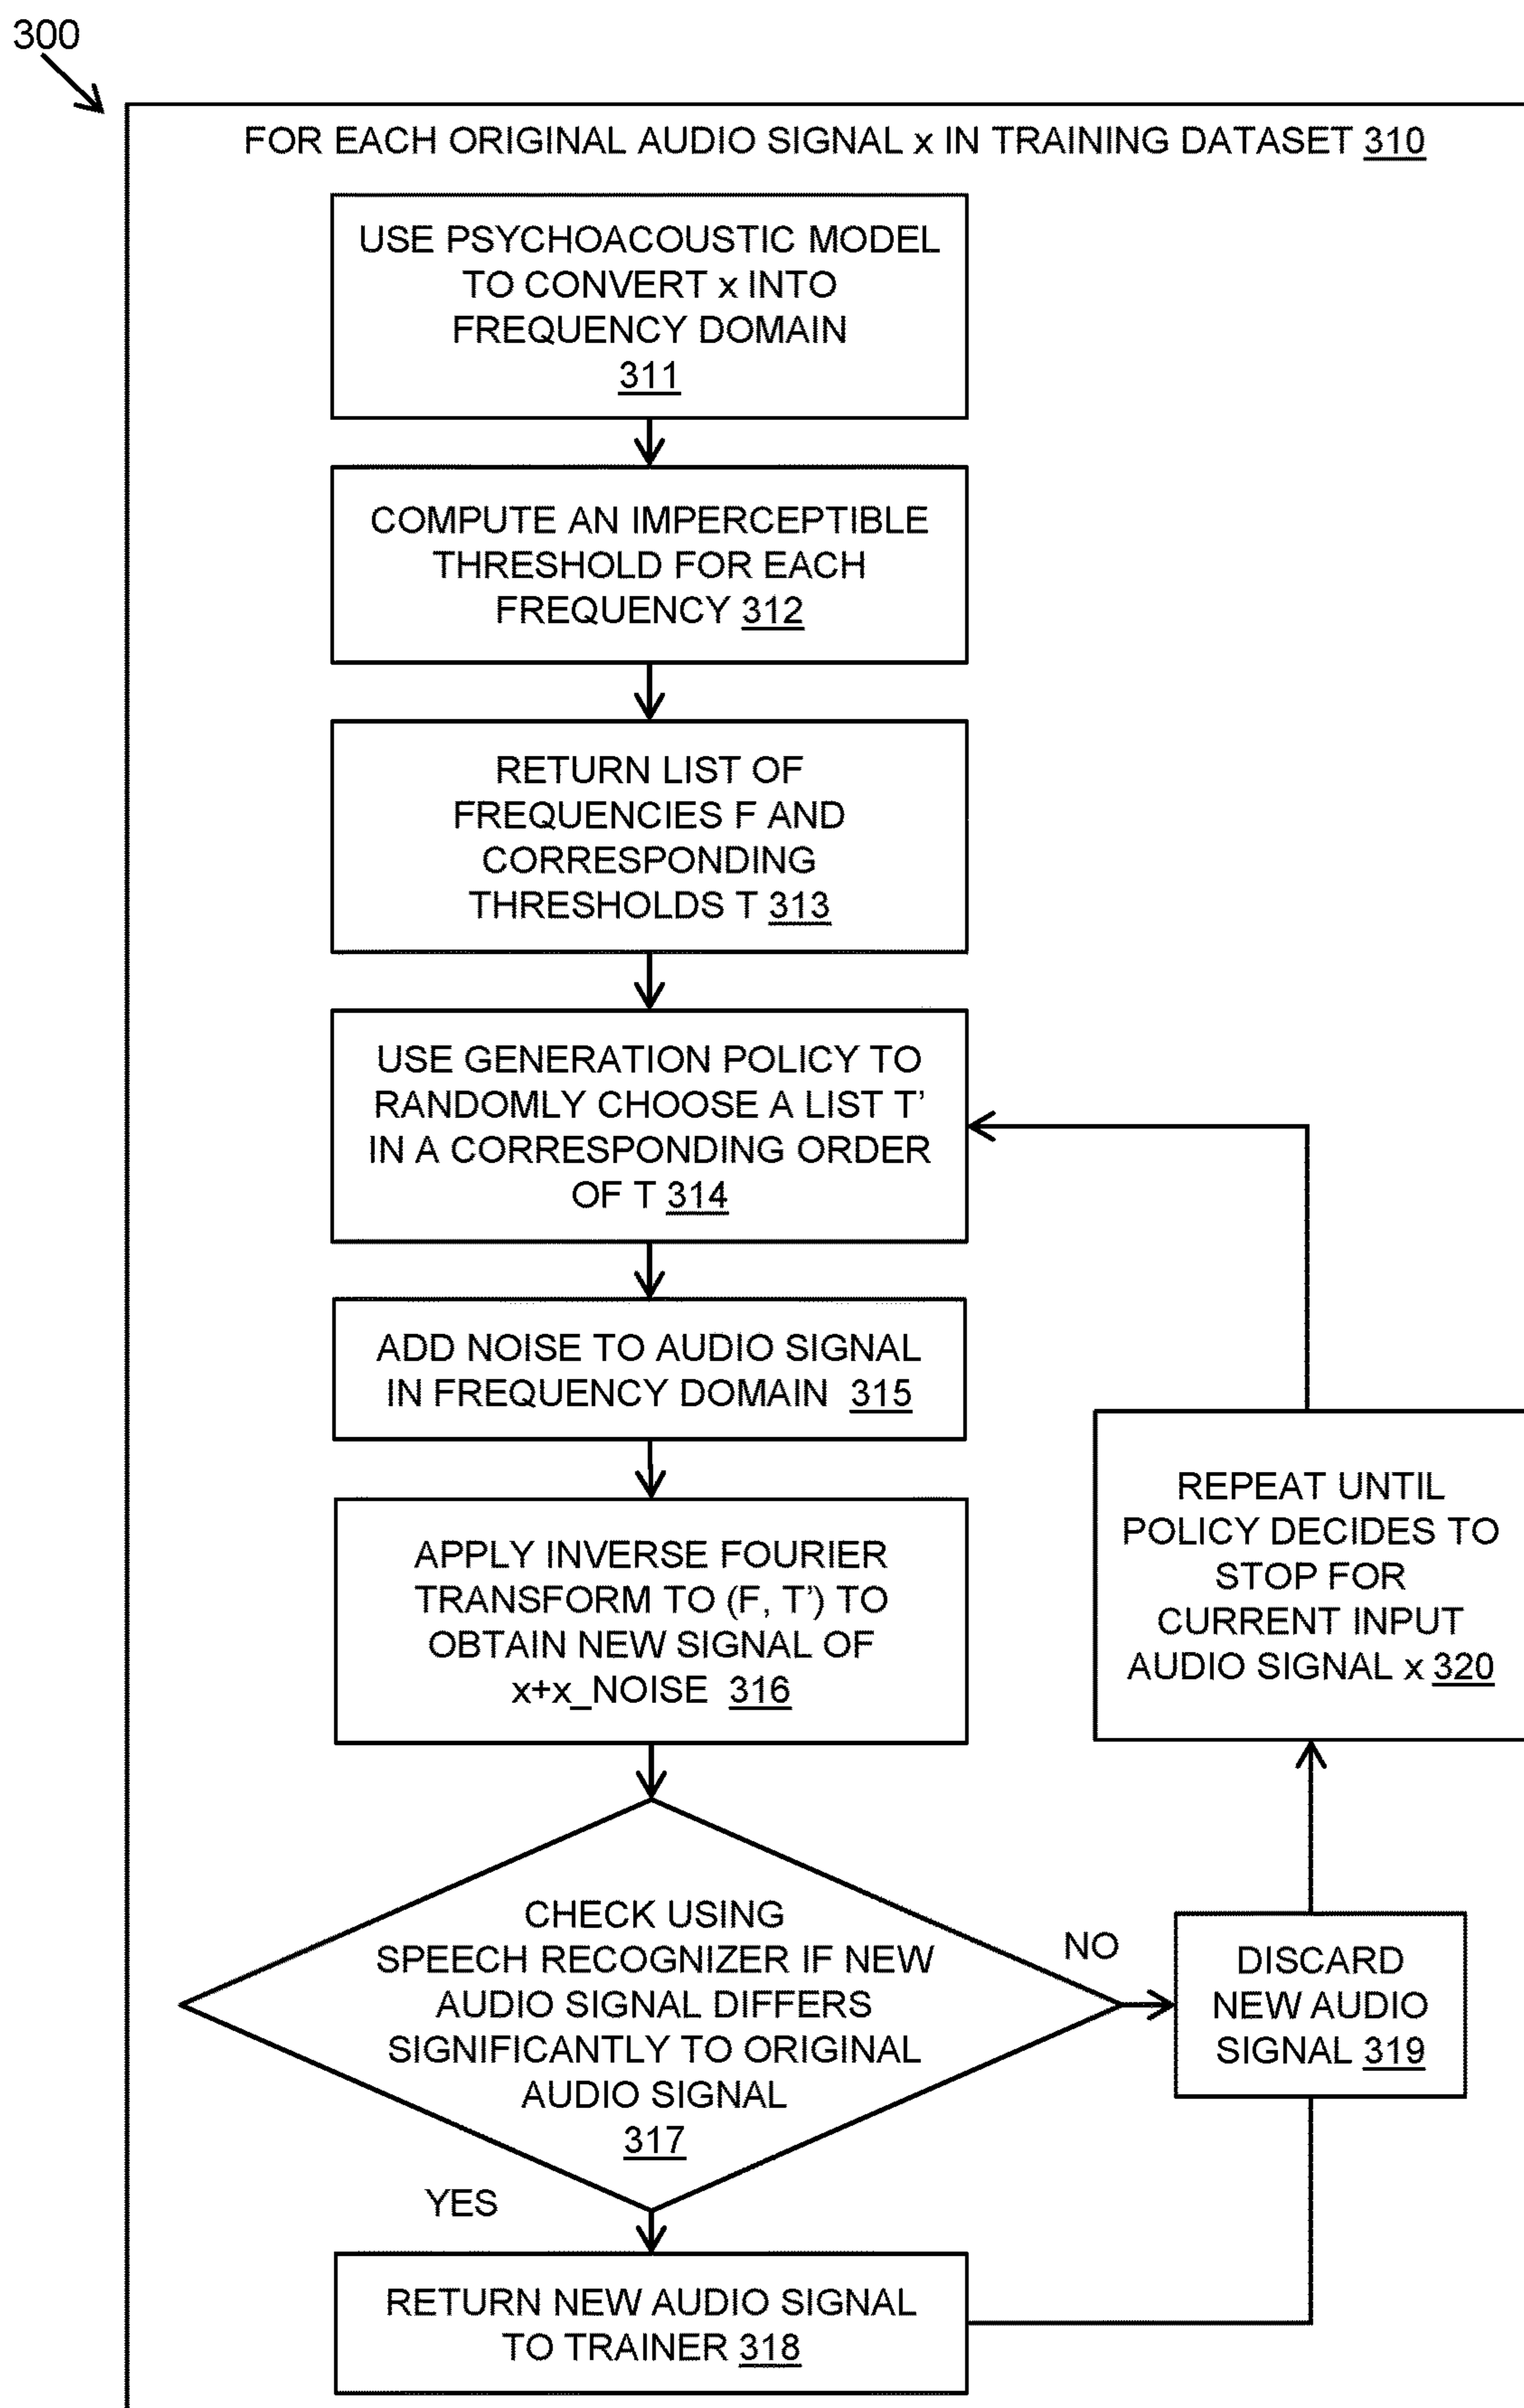 300
FOR EACH ORIGINAL AUDIO SIGNAL x IN TRAINING DATASET 310
USE PSYCHOACOUSTIC MODEL
TO CONVERT x INTO
FREQUENCY DOMAIN
311
COMPUTE AN IMPERCEPTIBLE
THRESHOLD FOR EACH
FREQUENCY 312
RETURN LIST OF
FREQUENCIES F AND
CORRESPONDING
THRESHOLDS T 313
USE GENERATION POLICY TO
RANDOMLY CHOOSE A LIST T’
IN A CORRESPONDING ORDER
OF T 314
ADD NOISE TO AUDIO SIGNAL
IN FREQUENCY DOMAIN 315
APPLY INVERSE FOURIER
TRANSFORM TO (F, T’) TO
OBTAIN NEW SIGNAL OF
x+x_NOISE 316
CHECK USING
SPEECH RECOGNIZER IF NEW
AUDIO SIGNAL DIFFERS
SIGNIFICANTLY TO ORIGINAL
AUDIO SIGNAL
317
YES
RETURN NEW AUDIO SIGNAL
TO TRAINER 318
NO
DISCARD
NEW AUDIO
SIGNAL 319
REPEAT UNTIL
POLICY DECIDES TO
STOP FOR
CURRENT INPUT
AUDIO SIGNAL x 320